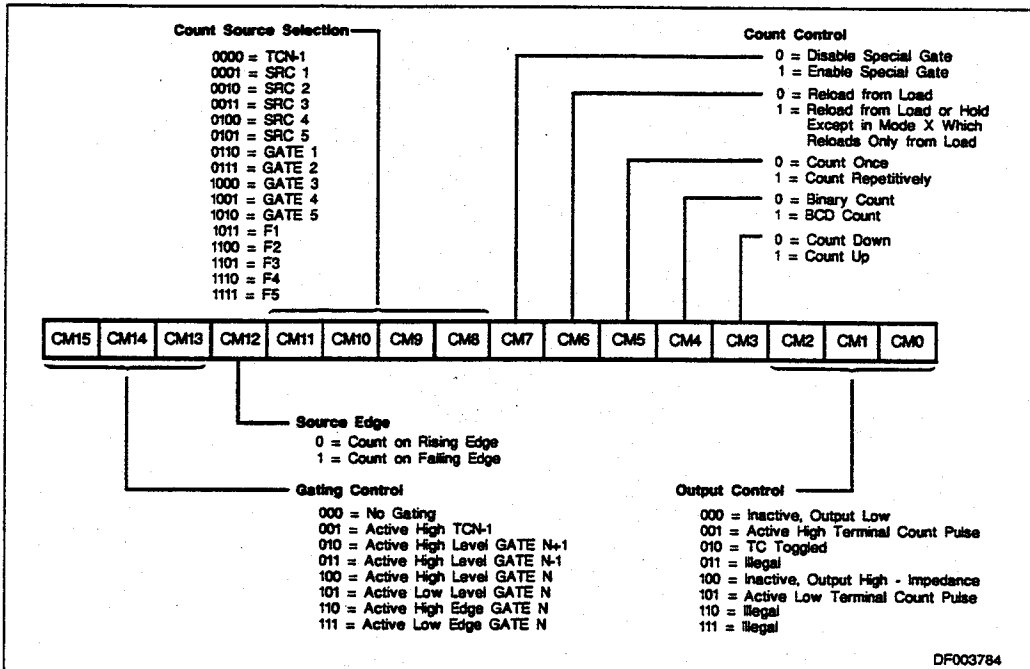 Count Source Selection
0000 = TCN-1
0001 = SRC 1
0010 = SRC 2
0011 = SRC 3
0100 = SRC 4
0101 = SRC 5
0110 = GATE 1
0111 = GATE 2
1000 = GATE 3
1001 = GATE 4
1010 = GATE 5
1011 = F1
1100 = F2
1101 = F3
1110 = F4
1111 = F5
Count Control
0 = Disable Special Gate
1 = Enable Special Gate
0 = Reload from Load
1 = Reload from Load or Hold
Except in Mode X Which
Reloads Only from Load
0 = Count Once
1 = Count Repetitively
0 = Binary Count
1 = BCD Count
0 = Count Down
1 = Count Up
CM15 CM14 CM13 CM12 CM11 CM10 CM9 CM8 CM7 CM6 CM5 CM4 CM3 CM2 CM1 CM0
Source Edge
0 = Count on Rising Edge
1 = Count on Falling Edge
Gating Control
000 = No Gating
001 = Active High TCN-1
010 = Active High Level GATE N+1
011 = Active High Level GATE N-1
100 = Active High Level GATE N
101 = Active Low Level GATE N
110 = Active High Edge GATE N
111 = Active Low Edge GATE N
Output Control
000 = Inactive, Output Low
001 = Active High Terminal Count Pulse
010 = TC Toggled
011 = Illegal
100 = Inactive, Output High - Impedance
101 = Active Low Terminal Count Pulse
110 = Illegal
111 = Illegal
DF003784